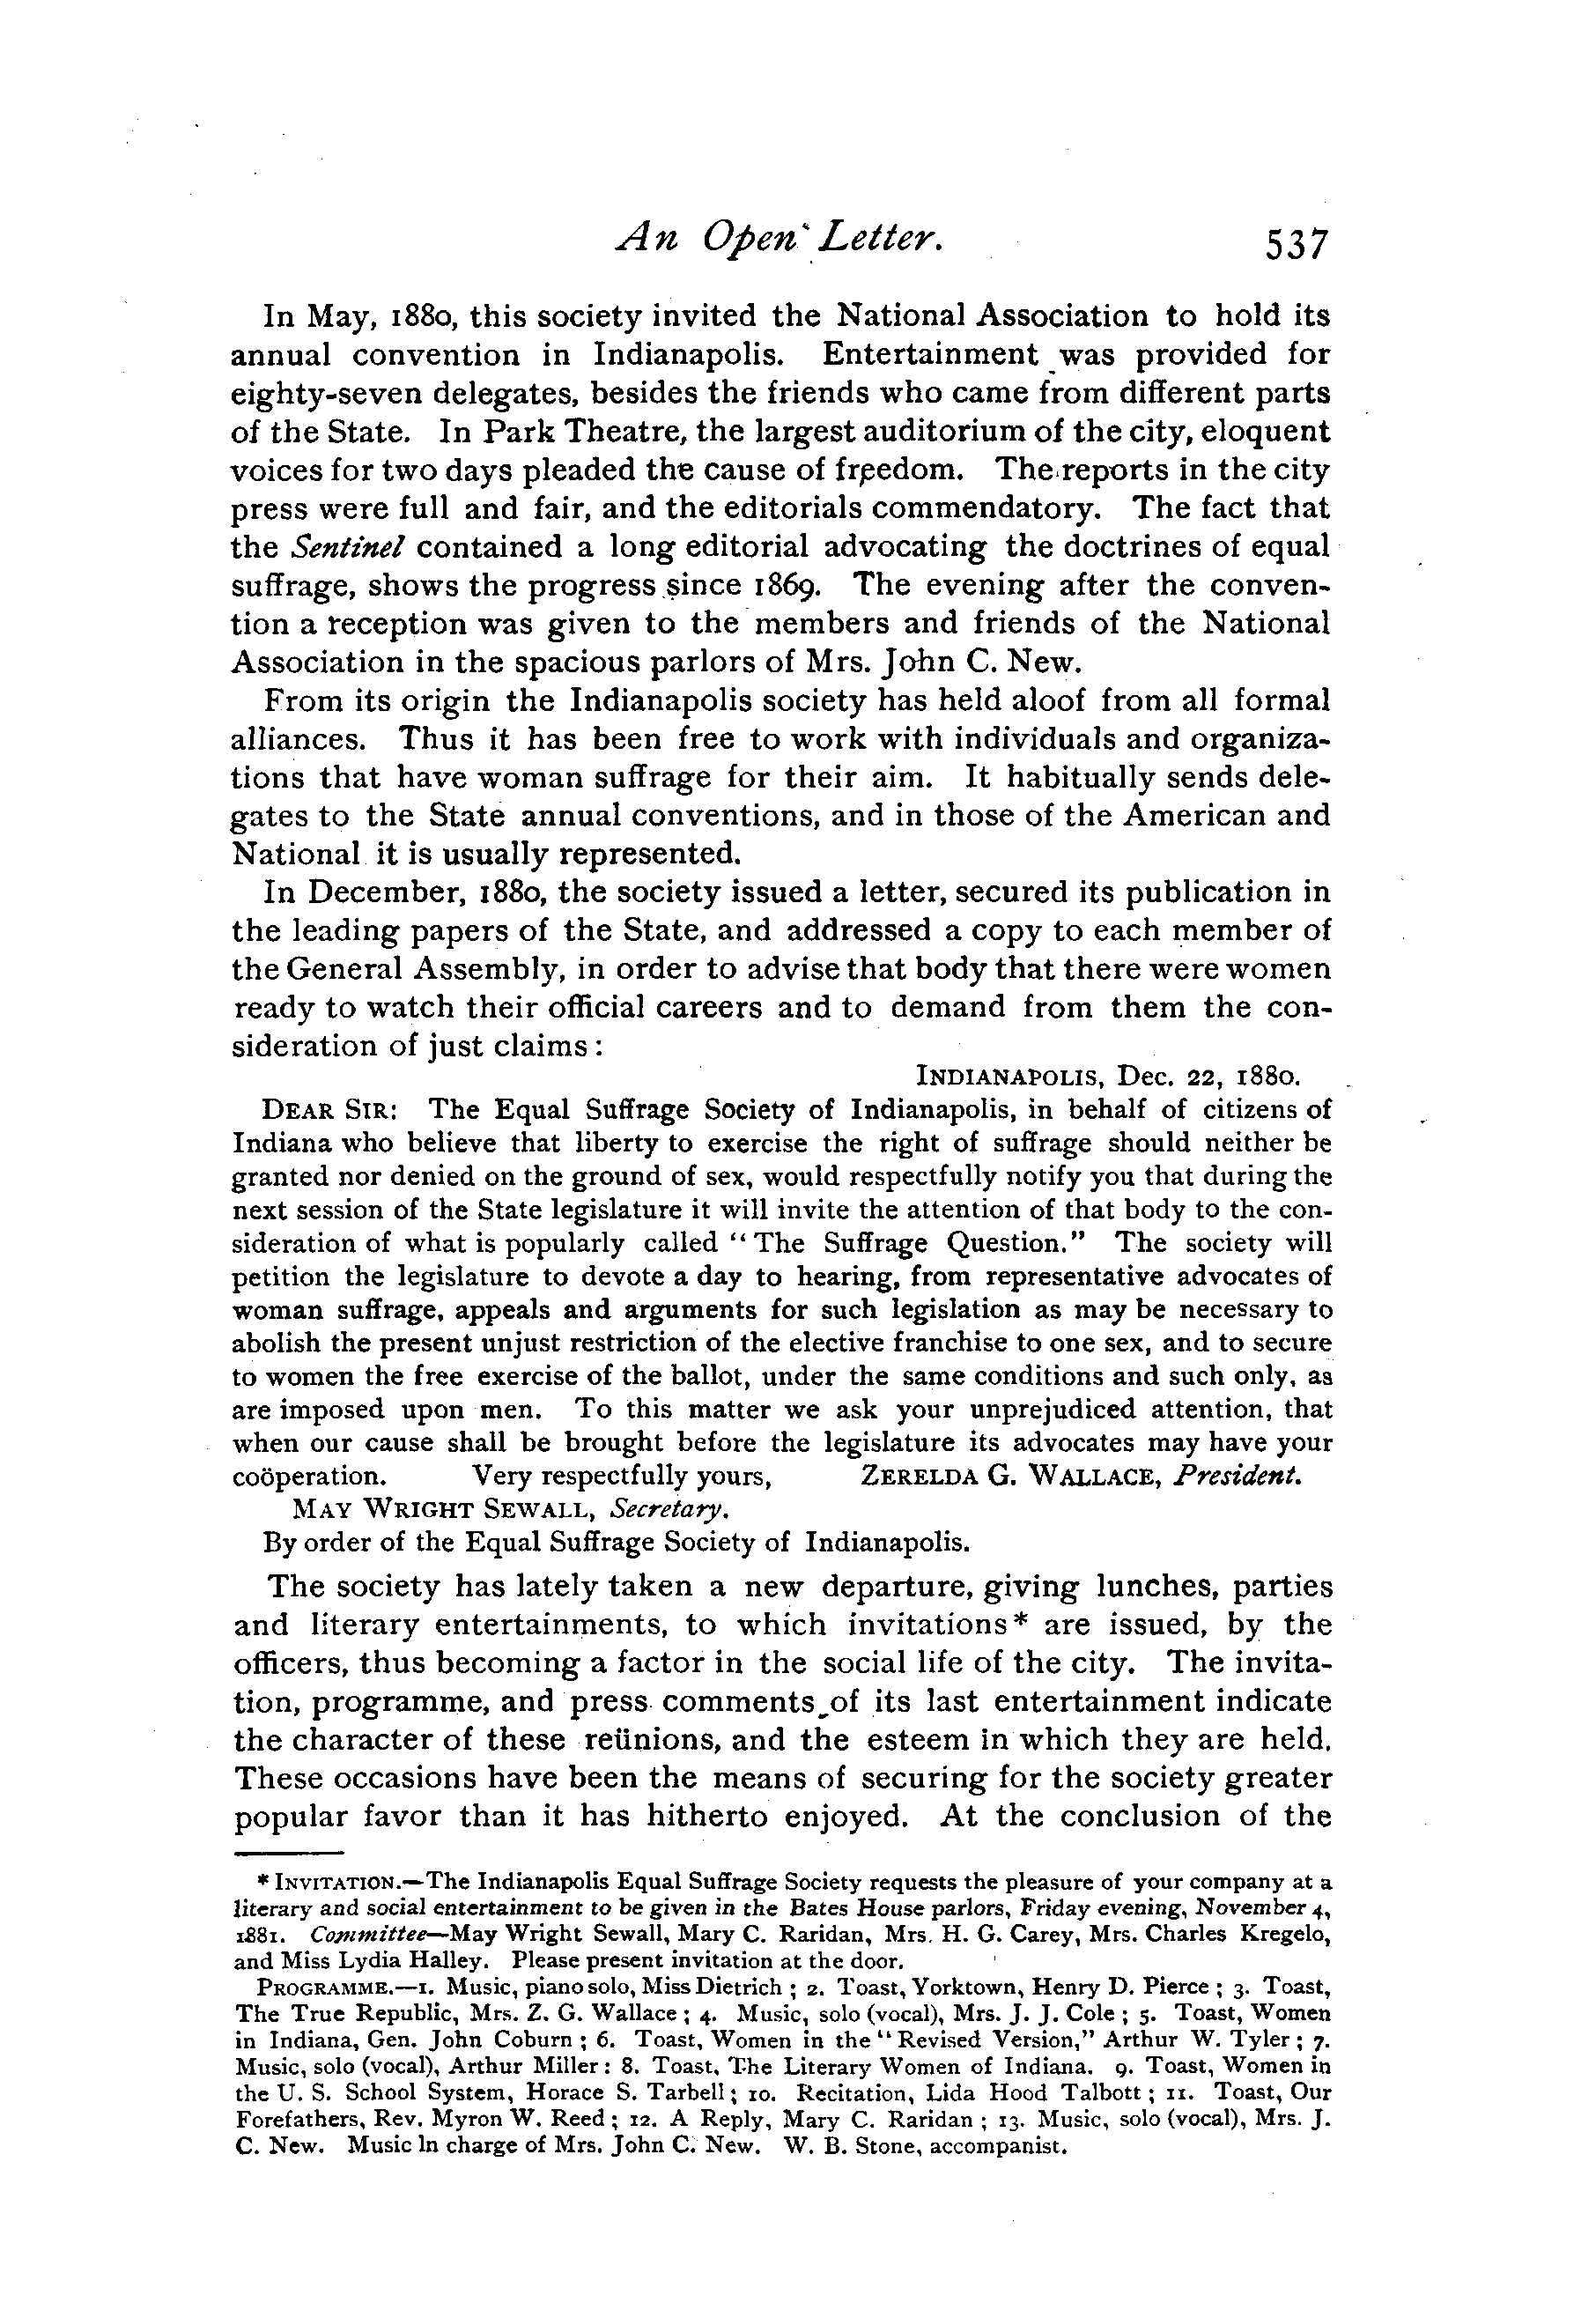 An Open Letter. 537
In May, 1880, this society invited the National Association to hold its
annual convention in Indianapolis. Entertainment was provided for
eighty-seven delegates, besides the friends who came from different parts
of the State. In Park Theatre, the largest auditorium of the city, eloquent
voices for two days pleaded the cause of freedom. The reports in the city
press were full and fair, and the editorials commendatory. The fact that
the Sentinel contained a long editorial advocating the doctrines of equal
suffrage, shows the progress since 1869. The evening after the conven-
tion a reception was given to the members and friends of the National
Association in the spacious parlors of Mrs. John C. New.
From its origin the Indianapolis society has held aloof from all formal
alliances. Thus it has been free to work with individuals and organiza-
tions that have woman suffrage for their aim. It habitually sends dele-
gates to the State annual conventions, and in those of the American and
National it is usually represented.
In December, 1880, the society issued a letter, secured its publication in
the leading papers of the State, and addressed a copy to each member of
the General Assembly, in order to advise that body that there were women
ready to watch their official careers and to demand from them the con-
sideration of just claims:
INDIANAPOLIS, Dec. 22, 1880.
DEAR SIR: The Equal Suffrage Society of Indianapolis, in behalf of citizens of
Indiana who believe that liberty to exercise the right of suffrage should neither be
granted nor denied on the ground of sex, would respectfully notify you that during the
next session of the State legislature it will invite the attention of that body to the con-
sideration of what is popularly called "The Suffrage Question." The society will
petition the legislature to devote a day to hearing, from representative advocates of
woman suffrage, appeals and arguments for such legislation as may be necessary to
abolish the present unjust restriction of the elective franchise to one sex, and to secure
to women the free exercise of the ballot, under the same conditions and such only, as
are imposed upon men. To this matter we ask your unprejudiced attention, that
when our cause shall be brought before the legislature its advocates may have your
coöperation. Very respectfully yours, ZERELDA G. WALLACE, President.
MAY WRIGHT SEWALL, Secretary.
By order of the Equal Suffrage Society of Indianapolis.
The society has lately taken a new departure, giving lunches, parties
and literary entertainments, to which invitations* are issued, by the
officers, thus becoming a factor in the social life of the city. The invita-
tion, programme, and press comments of its last entertainment indicate
the character of these reünions, and the esteem in which they are held.
These occasions have been the means of securing for the society greater
popular favor than it has hitherto enjoyed. At the conclusion of the
* INVITATION.—The Indianapolis Equal Suffrage Society requests the pleasure of your company at a
literary and social entertainment to be given in the Bates House parlors, Friday evening, November 4,
1881. Committee—May Wright Sewall, Mary C. Raridan, Mrs. H. G. Carey, Mrs. Charles Kregelo,
and Miss Lydia Halley. Please present invitation at the door.
PROGRAMME.—1. Music, piano solo, Miss Dietrich; 2. Toast, Yorktown, Henry D. Pierce; 3. Toast,
The True Republic, Mrs. Z. G. Wallace; 4. Music, solo (vocal), Mrs. J. J. Cole; 5. Toast, Women
in Indiana, Gen. John Coburn; 6. Toast, Women in the "Revised Version," Arthur W. Tyler; 7.
Music, solo (vocal), Arthur Miller: 8. Toast, The Literary Women of Indiana. 9. Toast, Women in
the U. S. School System, Horace S. Tarbell; 10. Recitation, Lida Hood Talbott; 11. Toast, Our
Forefathers, Rev. Myron W. Reed; 12. A Reply, Mary C. Raridan; 13. Music, solo (vocal), Mrs. J.
C. New. Music In charge of Mrs. John C. New. W. B. Stone, accompanist.